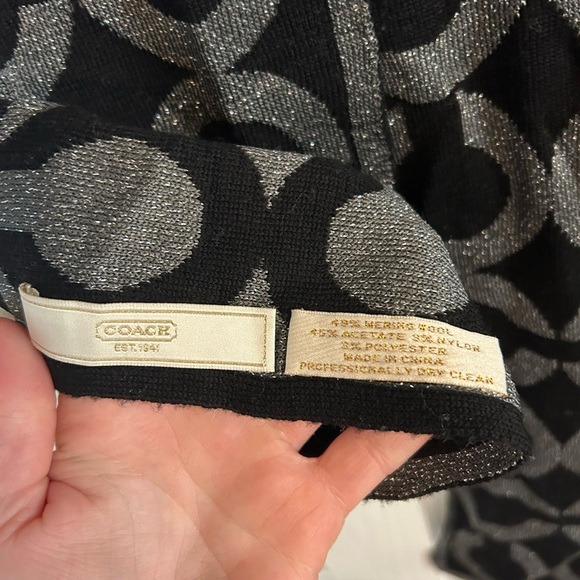 COACH
EST. 1941
49% MERINO WOOL
45% ACETATE 3% NYLON
3% POLYESTER
MADE IN CHINA
PROFESSIONALLY DRY CLEAN